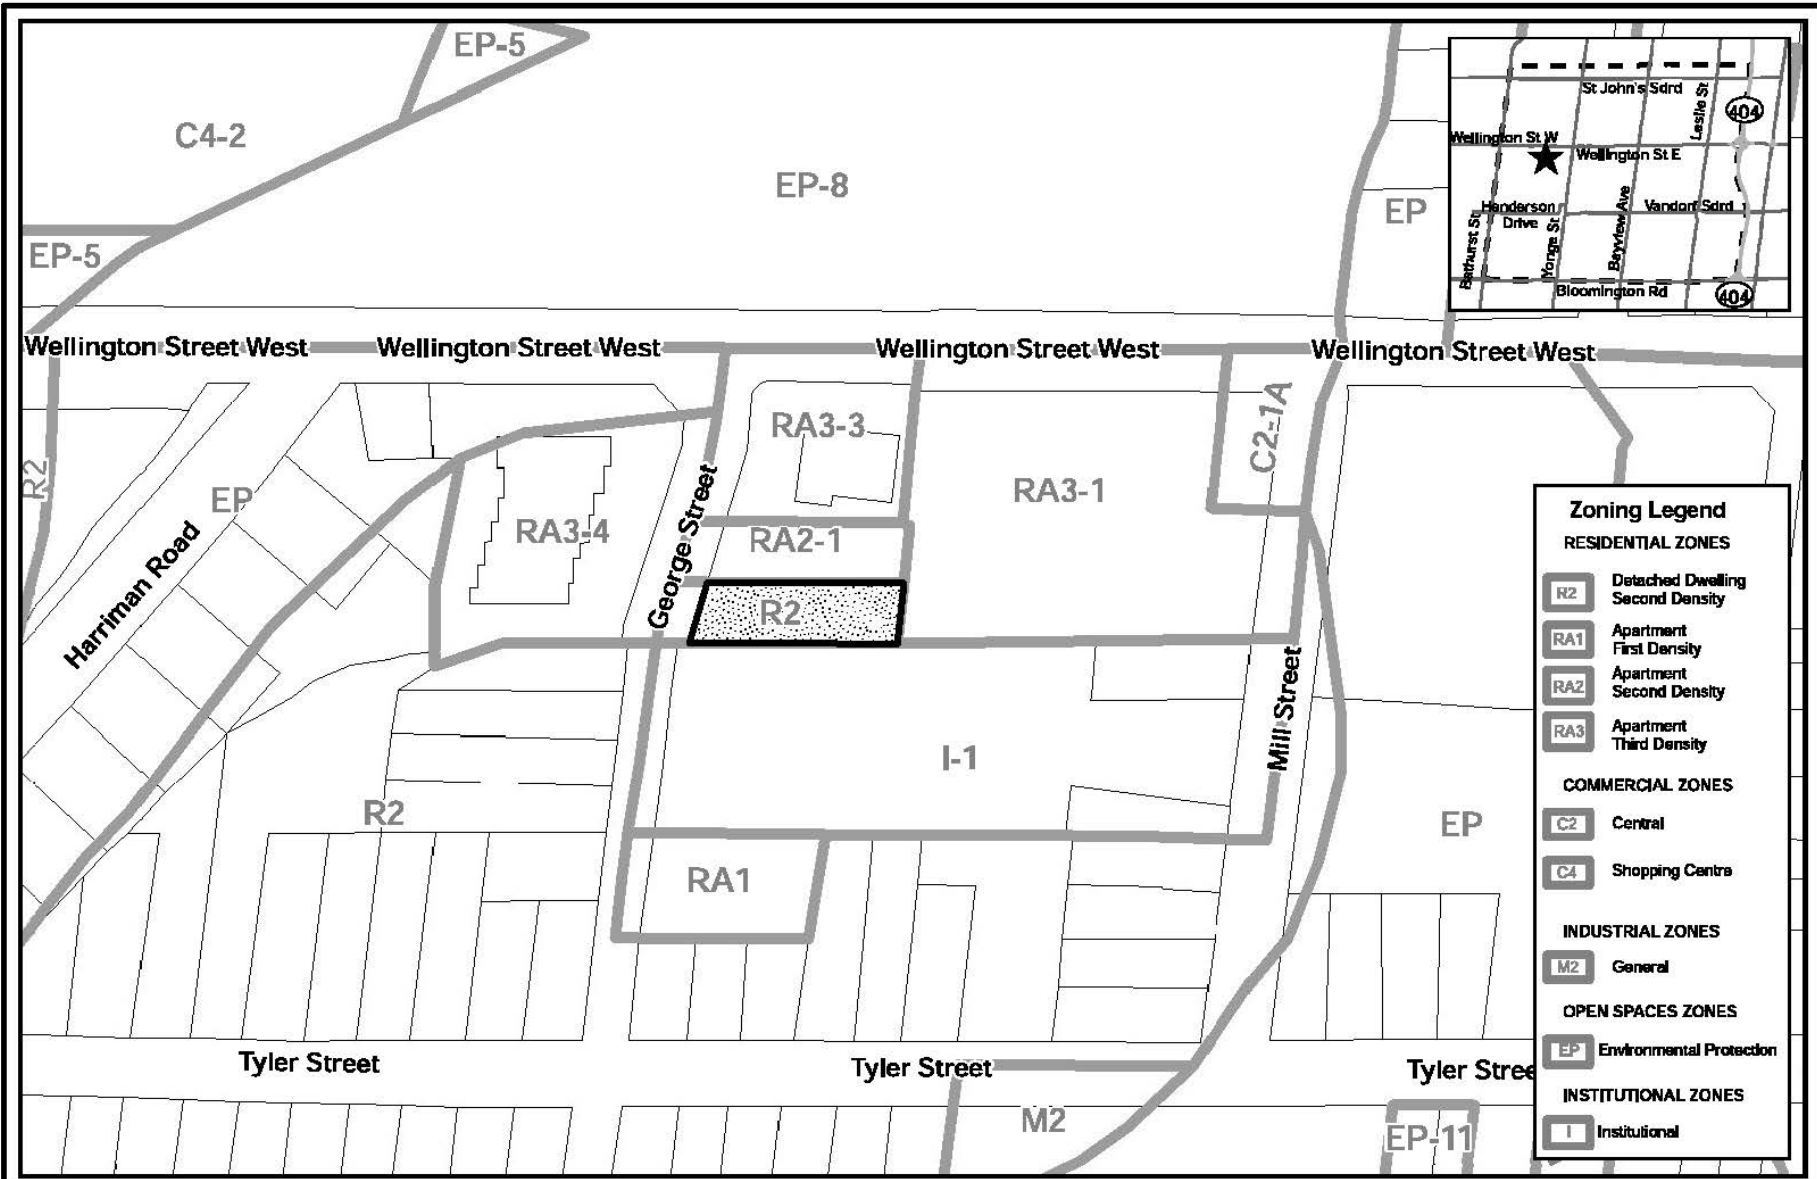 EP-5
C4-2
EP-8
EP-5
EP
St John's Sdrd
Leslie St
404
Wellington St W
Wellington St E
Henderson
Drive
Vandorf Sdrd
Bathurst St
Yonge St
Bayview Ave
Bloomington Rd
404
Wellington Street West
Wellington Street West
Wellington Street West
Wellington Street West
R2
EP
Harriman Road
RA3-4
George Street
RA3-3
RA2-1
R2
RA3-1
C2-1A
Mill Street
I-1
R2
RA1
EP
Tyler Street
Tyler Street
Tyler Stree
M2
EP-11
Zoning Legend
RESIDENTIAL ZONES
R2
Detached Dwelling
Second Density
RA1
Apartment
First Density
RA2
Apartment
Second Density
RA3
Apartment
Third Density
COMMERCIAL ZONES
C2
Central
C4
Shopping Centre
INDUSTRIAL ZONES
M2
General
OPEN SPACES ZONES
EP
Environmental Protection
INSTITUTIONAL ZONES
I
Institutional